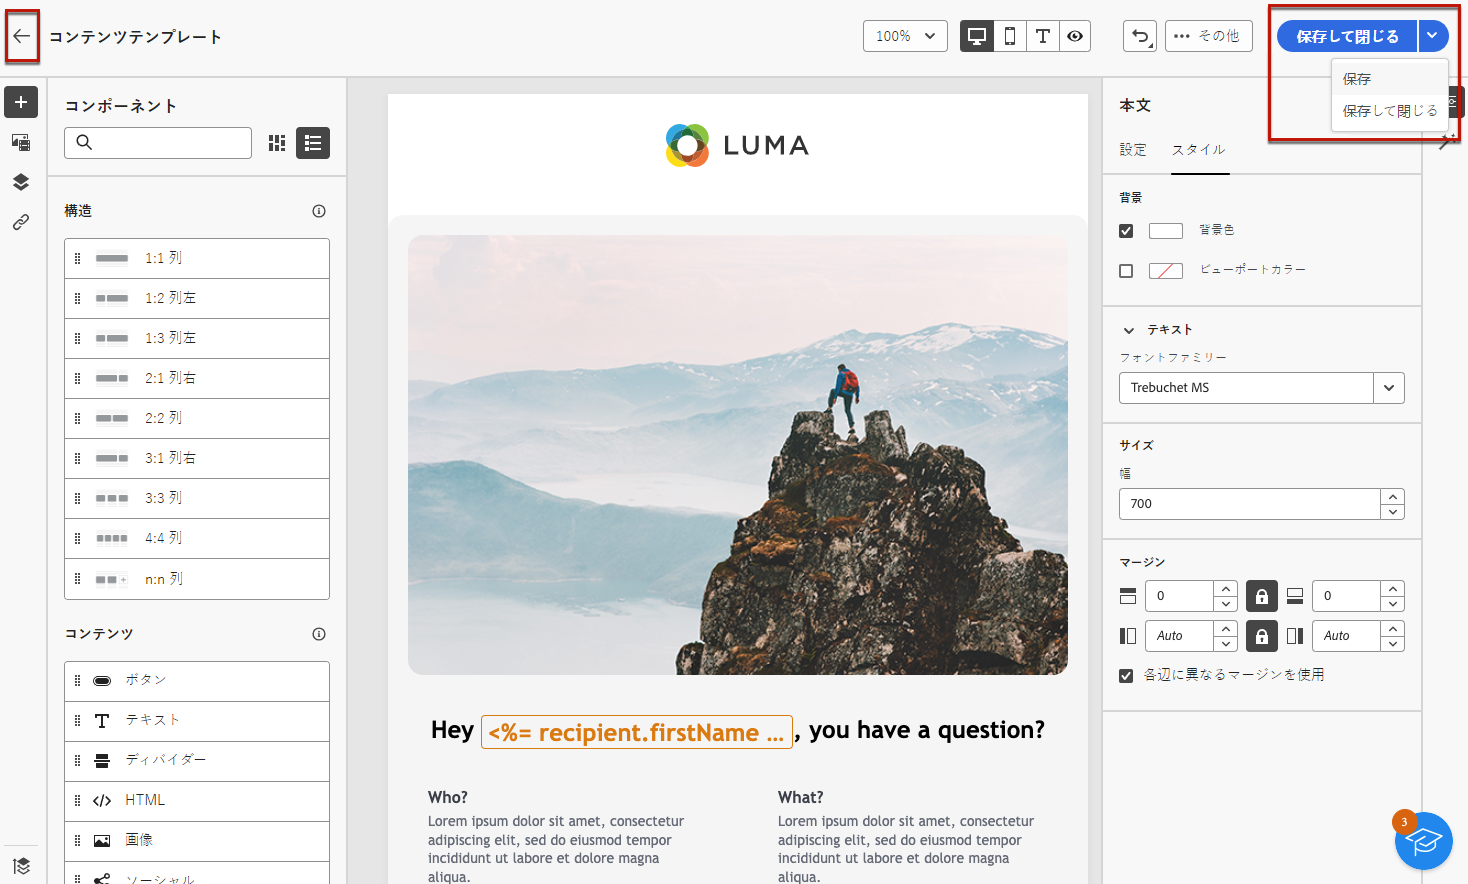 コンテンツテンプレート
100%
その他
保存して閉じる
保存
保存して閉じる
コンポーネント
構造
1:1 列
1:2 列左
1:3 列左
2:1 列右
2:2 列
3:1 列右
3:3 列
4:4 列
n:n 列
コンテンツ
ボタン
テキスト
ディバイダー
HTML
画像
ソーシャル
LUMA
Hey <%= recipient.firstName ... , you have a question?
Who?
Lorem ipsum dolor sit amet, consectetur
adipiscing elit, sed do eiusmod tempor
incididunt ut labore et dolore magna
aliqua.
What?
Lorem ipsum dolor sit amet, consectetur
adipiscing elit, sed do eiusmod tempor
incididunt ut labore et dolore magna
aliqua.
本文
設定 スタイル
背景
背景色
ビューポートカラー
テキスト
フォントファミリー
Trebuchet MS
サイズ
幅
700
マージン
0 0
Auto Auto
各辺に異なるマージンを使用
3